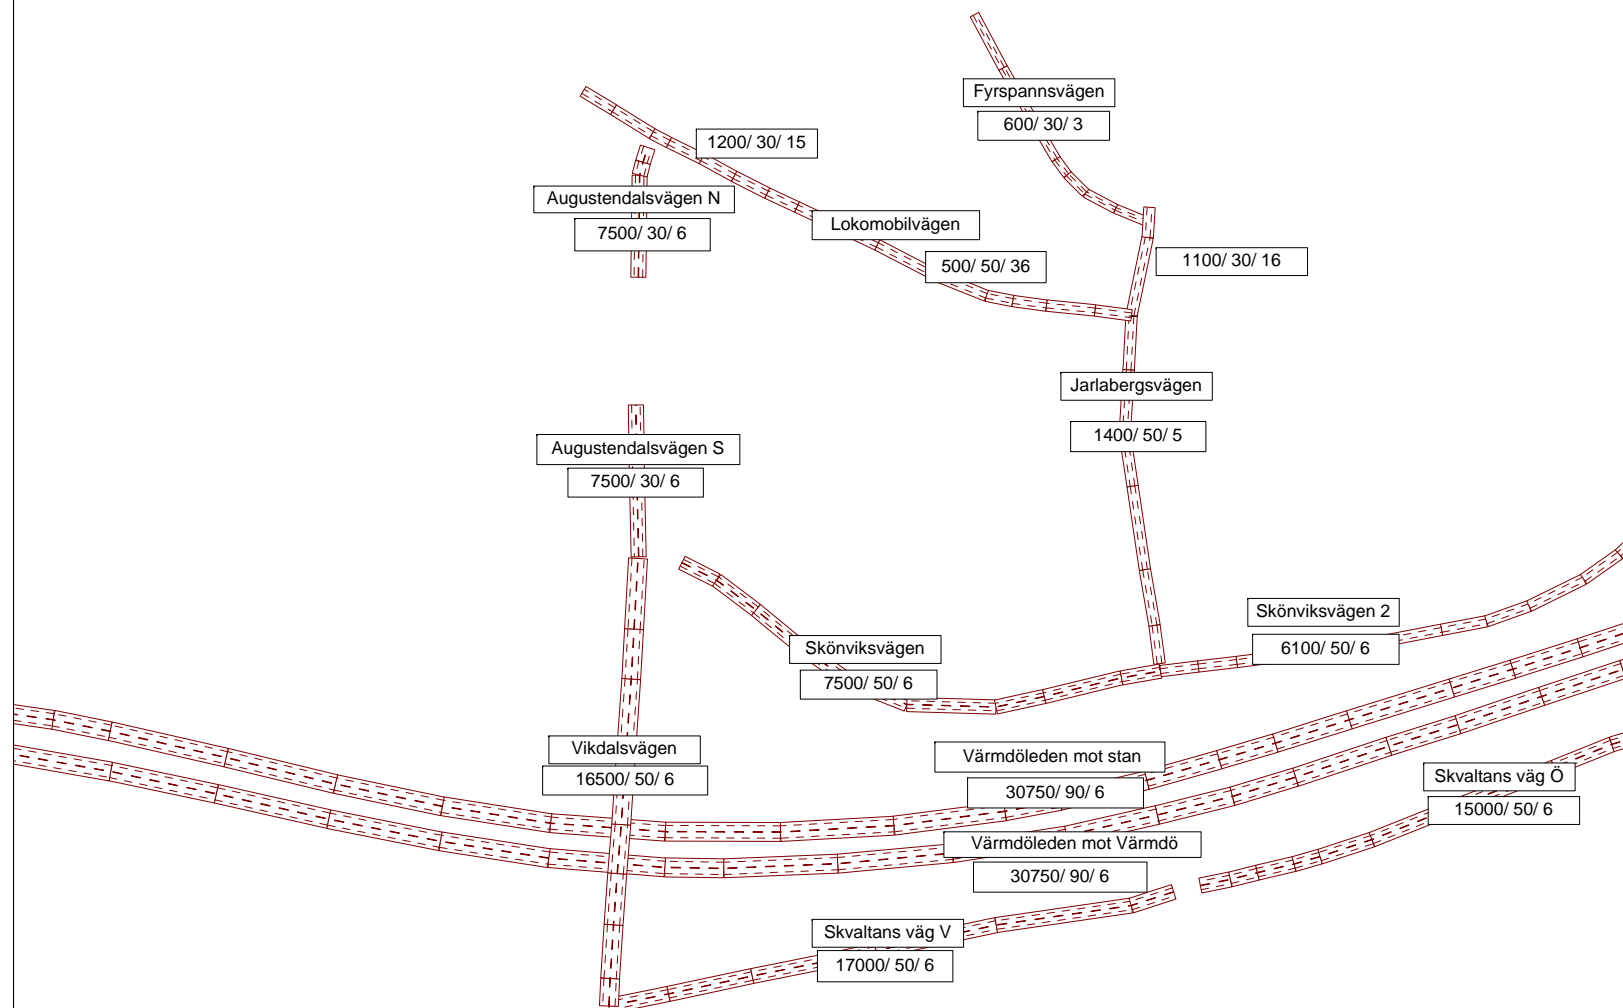 Fyrspannsvägen
600/ 30/ 3
1200/ 30/ 15
Augustendalsvägen N
7500/ 30/ 6
Lokomobilvägen
500/ 50/ 36
1100/ 30/ 16
Jarlabergsvägen
1400/ 50/ 5
Augustendalsvägen S
7500/ 30/ 6
Skönviksvägen 2
6100/ 50/ 6
Skönviksvägen
7500/ 50/ 6
Vikdalsvägen
16500/ 50/ 6
Värmdöleden mot stan
30750/ 90/ 6
Skvaltans väg Ö
15000/ 50/ 6
Värmdöleden mot Värmdö
30750/ 90/ 6
Skvaltans väg V
17000/ 50/ 6